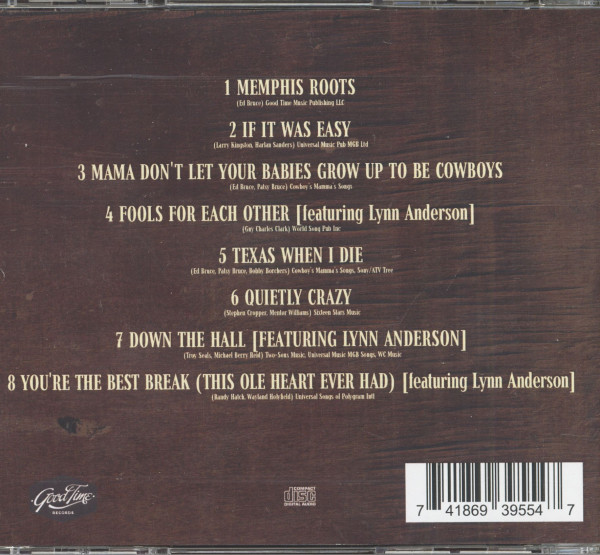 1 MEMPHIS ROOTS
(Ed Bruce) Good Time Music Publishing LLC
2 IF IT WAS EASY
(Larry Kingston, Harlan Sanders) Universal Music Pub MGB Ltd
3 MAMA DON'T LET YOUR BABIES GROW UP TO BE COWBOYS
(Ed Bruce, Patsy Bruce) Cowboy's Mamma's Songs
4 FOOLS FOR EACH OTHER [featuring Lynn Anderson]
(Guy Charles Clark) World Song Pub Inc
5 TEXAS WHEN I DIE
(Ed Bruce, Patsy Bruce, Bobby Borchers) Cowboy's Mamma's Songs, Sony/ATV Tree
6 QUIETLY CRAZY
(Stephen Cropper, Mentor Williams) Sixteen Stars Music
7 DOWN THE HALL [FEATURING LYNN ANDERSON]
(Troy Seals, Michael Berry Reid) Two-Sons Music, Universal Music MGB Songs, WC Music
8 YOU'RE THE BEST BREAK (THIS OLE HEART EVER HAD) [featuring Lynn Anderson]
(Randy Hatch, Wayland Holyfield) Universal Songs of Polygram Intl
Good Time
RECORDS
COMPACT
disc
DIGITAL AUDIO
7 41869 39554 7